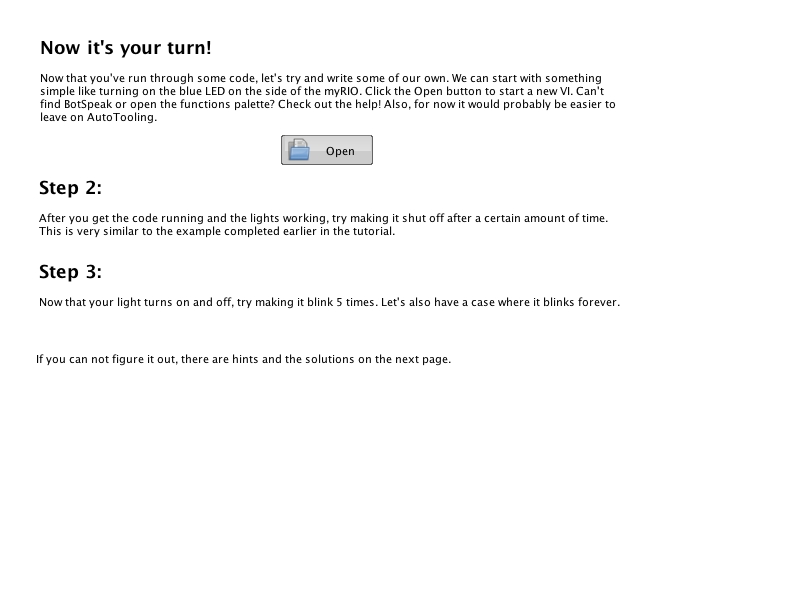 Now it's your turn!
Now that you've run through some code, let's try and write some of our own. We can start with something
simple like turning on the blue LED on the side of the myRIO. Click the Open button to start a new VI. Can't
find BotSpeak or open the functions palette? Check out the help! Also, for now it would probably be easier to
leave on AutoTooling.
Open
Step 2:
After you get the code running and the lights working, try making it shut off after a certain amount of time.
This is very similar to the example completed earlier in the tutorial.
Step 3:
Now that your light turns on and off, try making it blink 5 times. Let's also have a case where it blinks forever.
If you can not figure it out, there are hints and the solutions on the next page.